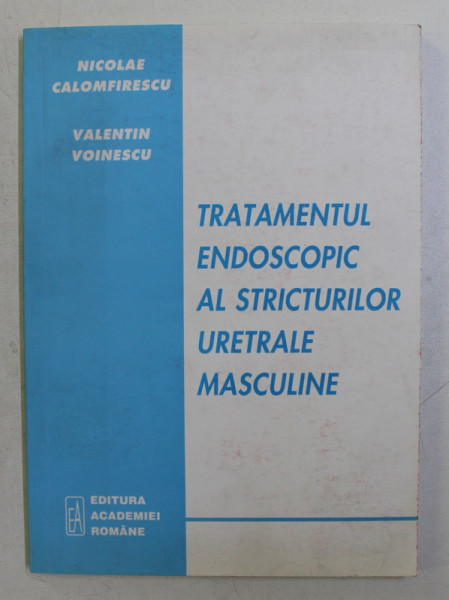 NICOLAE
CALOMFIRESCU
VALENTIN
VOINESCU
TRATAMENTUL
ENDOSCOPIC
AL STRICTURILOR
URETRALE
MASCULINE
EA
EDITURA
ACADEMIEI
ROMÂNE